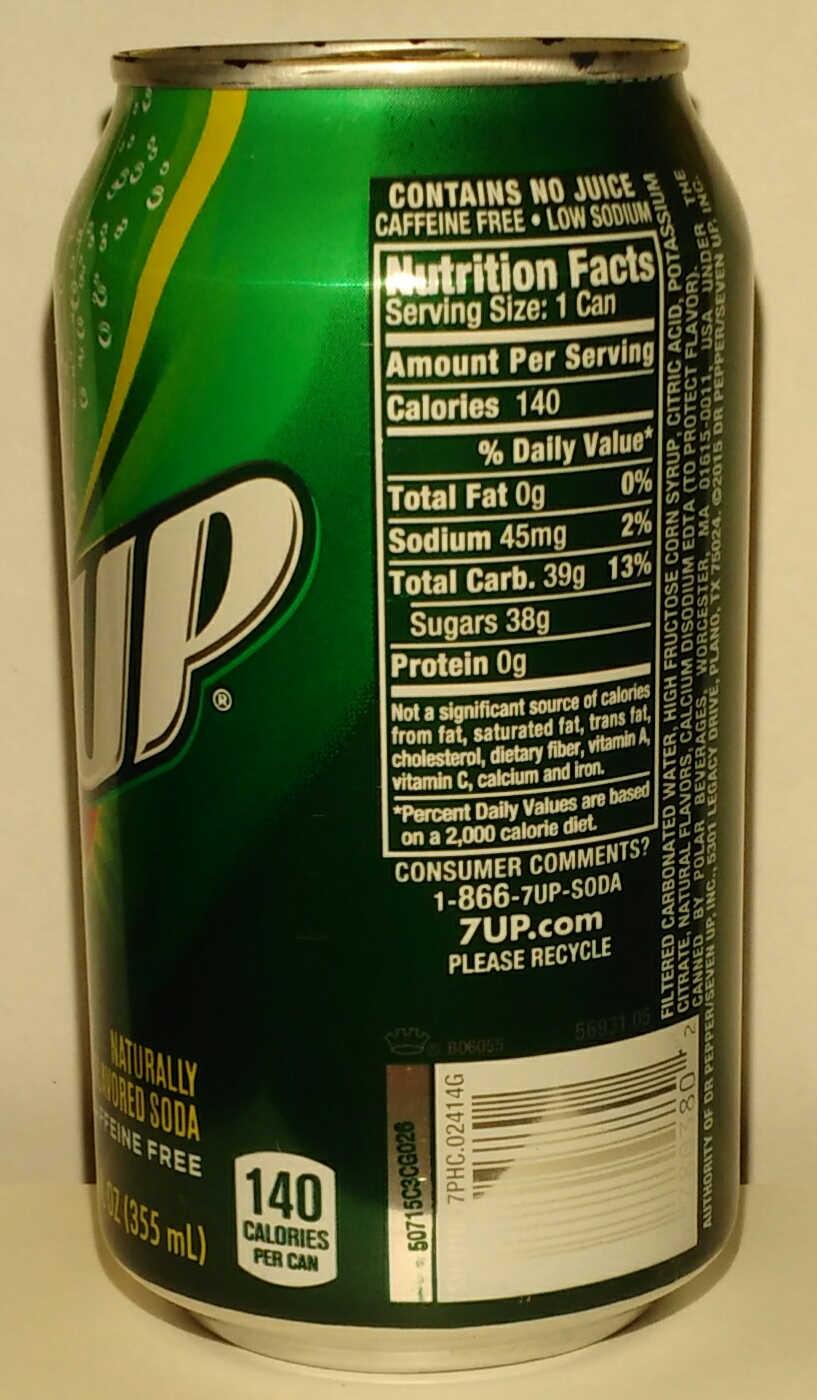 CONTAINS NO JUICE
CAFFEINE FREE • LOW SODIUM
Nutrition Facts
Serving Size: 1 Can
Amount Per Serving
Calories 140
% Daily Value*
Total Fat 0g 0%
Sodium 45mg 2%
Total Carb. 39g 13%
Sugars 38g
Protein 0g
Not a significant source of calories
from fat, saturated fat, trans fat,
cholesterol, dietary fiber, vitamin A,
vitamin C, calcium and iron.
*Percent Daily Values are based
on a 2,000 calorie diet.
CONSUMER COMMENTS?
1-866-7UP-SODA
7UP.com
PLEASE RECYCLE
FILTERED CARBONATED WATER, HIGH FRUCTOSE CORN SYRUP, CITRIC ACID, POTASSIUM
CITRATE, NATURAL FLAVORS, CALCIUM DISODIUM EDTA (TO PROTECT FLAVOR).
CANNED BY POLAR BEVERAGES, WORCESTER, MA 01615-0011, USA UNDER THE
AUTHORITY OF DR PEPPER/SEVEN UP, INC., 5301 LEGACY DRIVE, PLANO, TX 75024. ©2015 DR PEPPER/SEVEN UP, INC.
UP®
NATURALLY
VORED SODA
FFEINE FREE
OZ (355 mL)
140
CALORIES
PER CAN
® B06055
56931.05
50715C3CG026
7PHC.02414G
380 2